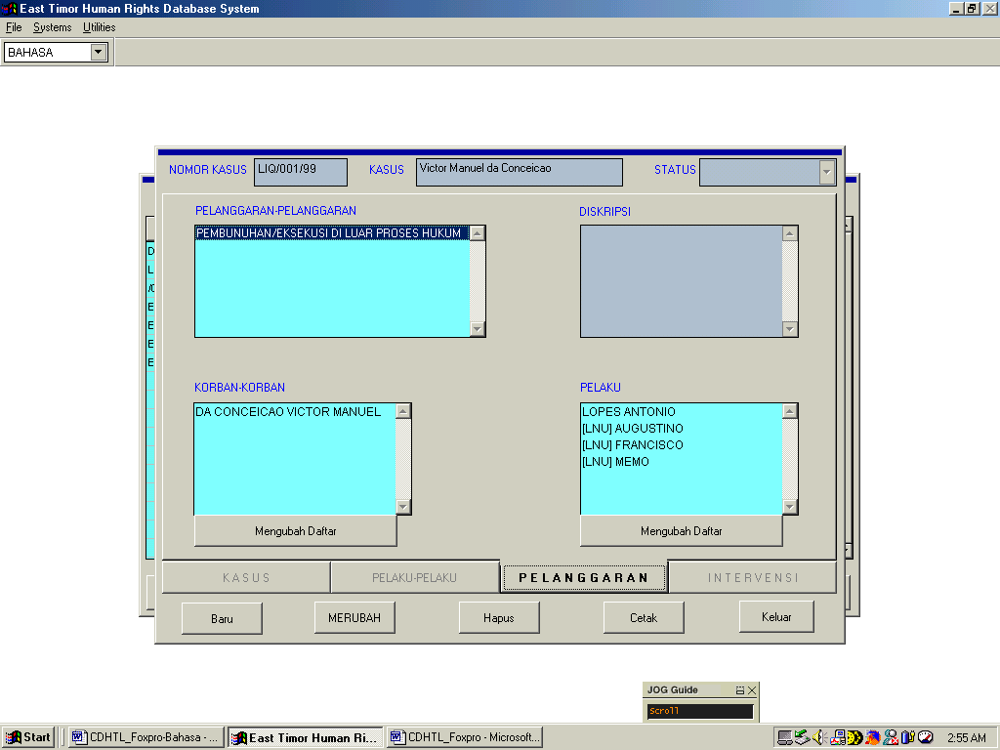 East Timor Human Rights Database System
File Systems Utilities
BAHASA
NOMOR KASUS LIQ/001/99 KASUS Victor Manuel da Conceicao STATUS
PELANGGARAN-PELANGGARAN DISKRIPSI
PEMBUNUHAN/EKSEKUSI DI LUAR PROSES HUKUM
D
L
/0
E
E
E
E
KORBAN-KORBAN PELAKU
DA CONCEICAO VICTOR MANUEL LOPES ANTONIO
[LNU] AUGUSTINO
[LNU] FRANCISCO
[LNU] MEMO
Mengubah Daftar Mengubah Daftar
KASUS PELAKU-PELAKU PELANGGARAN INTERVENSI
Baru MERUBAH Hapus Cetak Keluar
JOG Guide
scroll
Start CDHTL_Foxpro-Bahasa - ... East Timor Human Ri... CDHTL_Foxpro - Microsoft... 2:55 AM